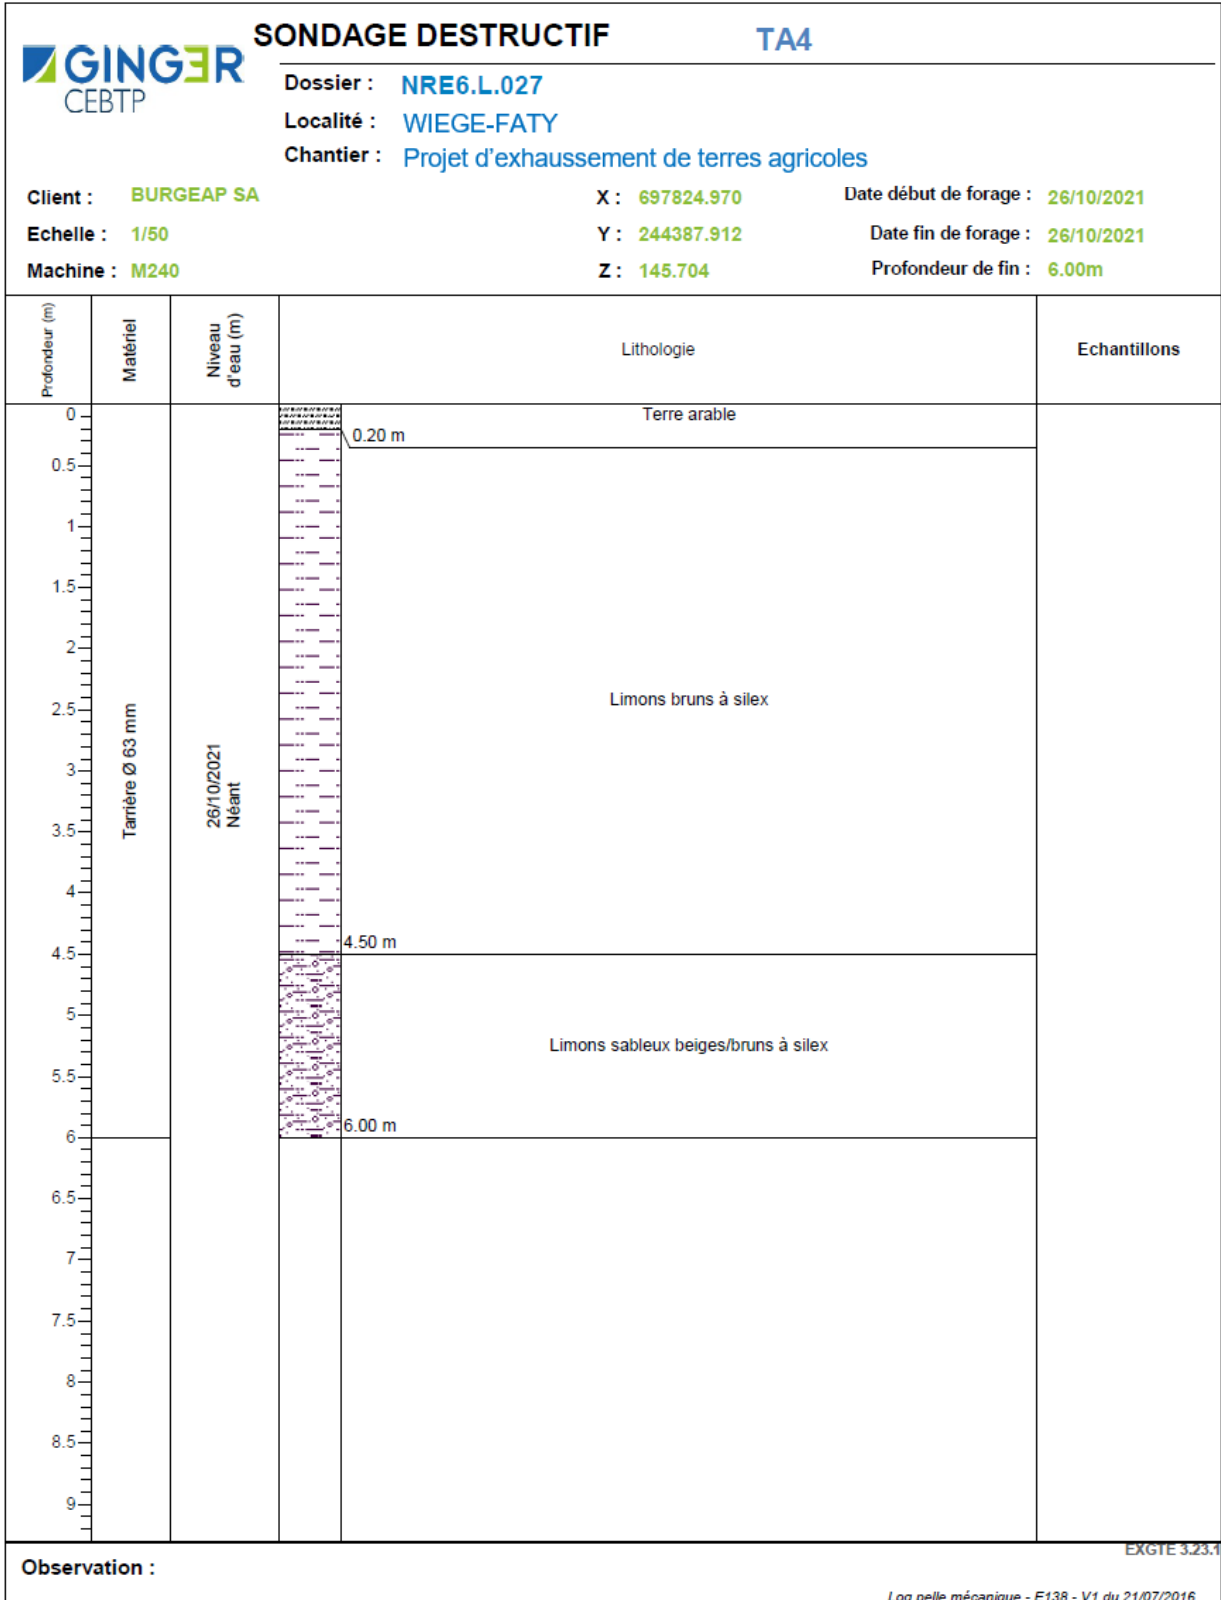 SONDAGE DESTRUCTIF TA4
GINGER
CEBTP
Dossier : NRE6.L.027
Localité : WIEGE-FATY
Chantier : Projet d'exhaussement de terres agricoles
Client : BURGEAP SA X : 697824.970 Date début de forage : 26/10/2021
Echelle : 1/50 Y : 244387.912 Date fin de forage : 26/10/2021
Machine : M240 Z : 145.704 Profondeur de fin : 6.00m
Profondeur (m)
Matériel
Niveau
d'eau (m)
Lithologie
Echantillons
0
Terre arable
0.20 m
0.5
1
1.5
2
Limons bruns à silex
2.5
3
Tarrière Ø 63 mm
26/10/2021
Néant
3.5
4
4.50 m
4.5
5
Limons sableux beiges/bruns à silex
5.5
6.00 m
6
6.5
7
7.5
8
8.5
9
EXGTE 3.23.1
Observation :
Log pelle mécanique - E138 - V1 du 21/07/2016